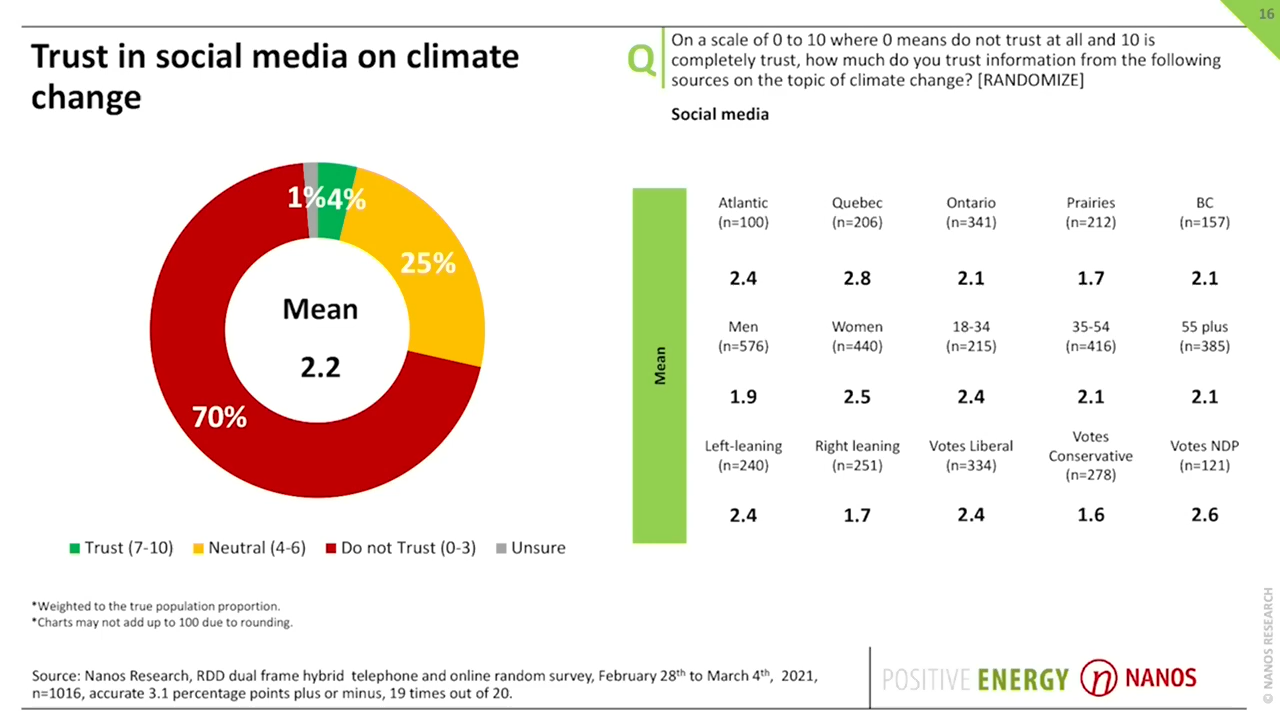 16
Trust in social media on climate
change
Q
On a scale of 0 to 10 where 0 means do not trust at all and 10 is
completely trust, how much do you trust information from the following
sources on the topic of climate change? [RANDOMIZE]
Social media
1% 4%
25%
70%
Mean
2.2
Trust (7-10) Neutral (4-6) Do not Trust (0-3) Unsure
Mean
Atlantic Quebec Ontario Prairies BC
(n=100) (n=206) (n=341) (n=212) (n=157)
2.4 2.8 2.1 1.7 2.1
Men Women 18-34 35-54 55 plus
(n=576) (n=440) (n=215) (n=416) (n=385)
1.9 2.5 2.4 2.1 2.1
Left-leaning Right leaning Votes Liberal Votes Conservative Votes NDP
(n=240) (n=251) (n=334) (n=278) (n=121)
2.4 1.7 2.4 1.6 2.6
*Weighted to the true population proportion.
*Charts may not add up to 100 due to rounding.
Source: Nanos Research, RDD dual frame hybrid telephone and online random survey, February 28th to March 4th, 2021,
n=1016, accurate 3.1 percentage points plus or minus, 19 times out of 20.
POSITIVE ENERGY n NANOS
© NANOS RESEARCH